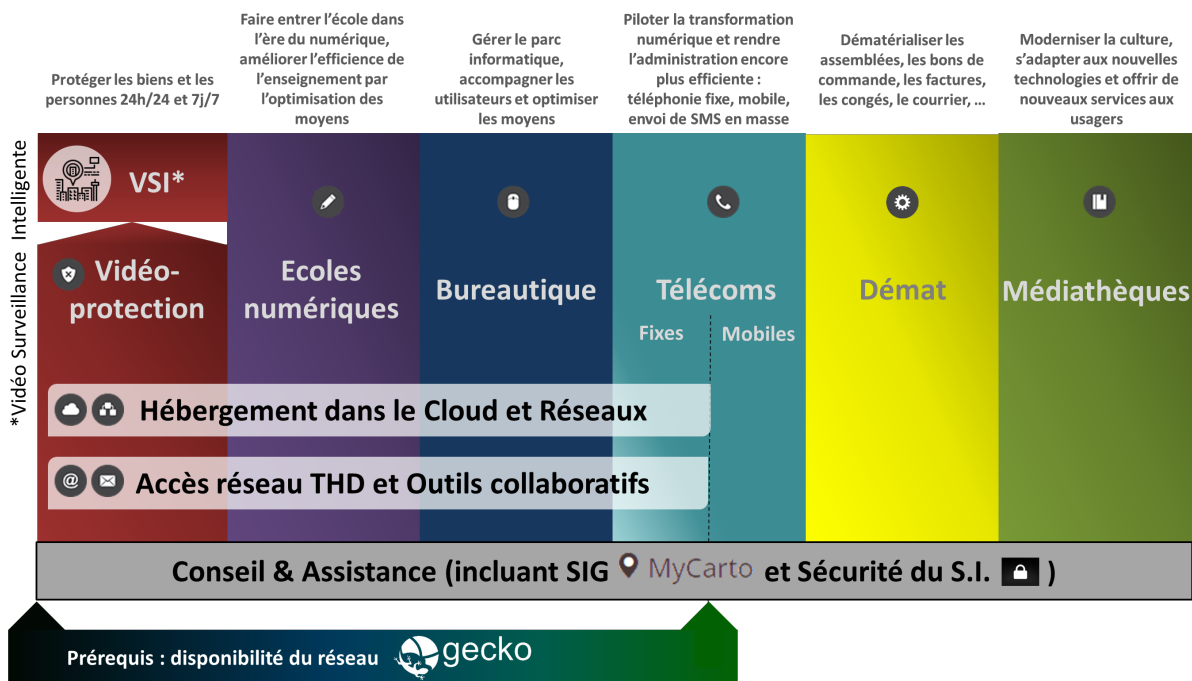 Protéger les biens et les
personnes 24h/24 et 7j/7
Faire entrer l'école dans
l'ère du numérique,
améliorer l'efficience de
l'enseignement par
l'optimisation des
moyens
Gérer le parc
informatique,
accompagner les
utilisateurs et optimiser
les moyens
Piloter la transformation
numérique et rendre
l'administration encore
plus efficiente :
téléphonie fixe, mobile,
envoi de SMS en masse
Dématérialiser les
assemblées, les bons de
commande, les factures,
les congés, le courrier, ...
Moderniser la culture,
s'adapter aux nouvelles
technologies et offrir de
nouveaux services aux
usagers
*Vidéo Surveillance Intelligente
VSI*
Vidéo-
protection
Ecoles
numériques
Bureautique
Télécoms
Fixes
Mobiles
Démat
Médiathèques
Hébergement dans le Cloud et Réseaux
@ Accès réseau THD et Outils collaboratifs
Conseil & Assistance (incluant SIG MyCarto et Sécurité du S.I. )
Prérequis : disponibilité du réseau gecko